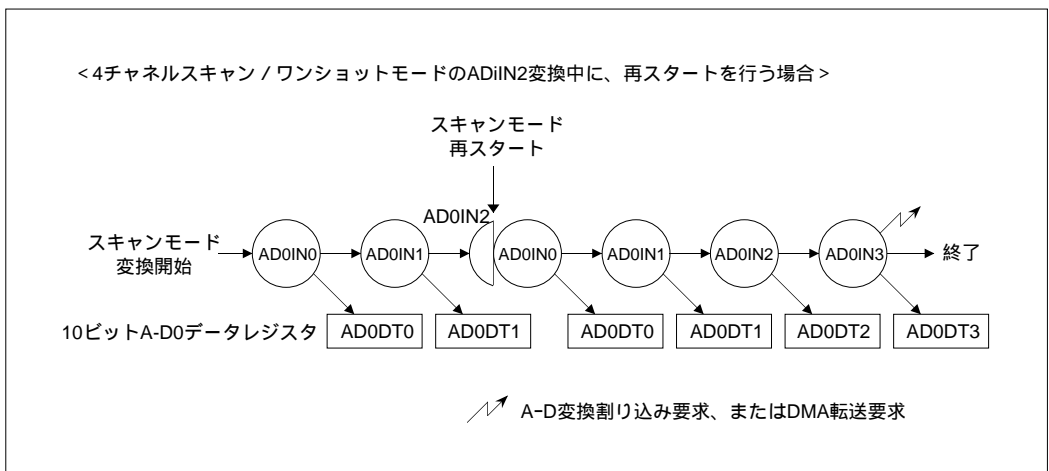 < 4チャネルスキャン / ワンショットモードのADiIN2変換中に、再スタートを行う場合 >
スキャンモード
再スタート
AD0IN2
スキャンモード
変換開始
AD0IN0
AD0IN1
AD0IN0
AD0IN1
AD0IN2
AD0IN3
終了
10ビットA-D0データレジスタ
AD0DT0
AD0DT1
AD0DT0
AD0DT1
AD0DT2
AD0DT3
A-D変換割り込み要求、またはDMA転送要求